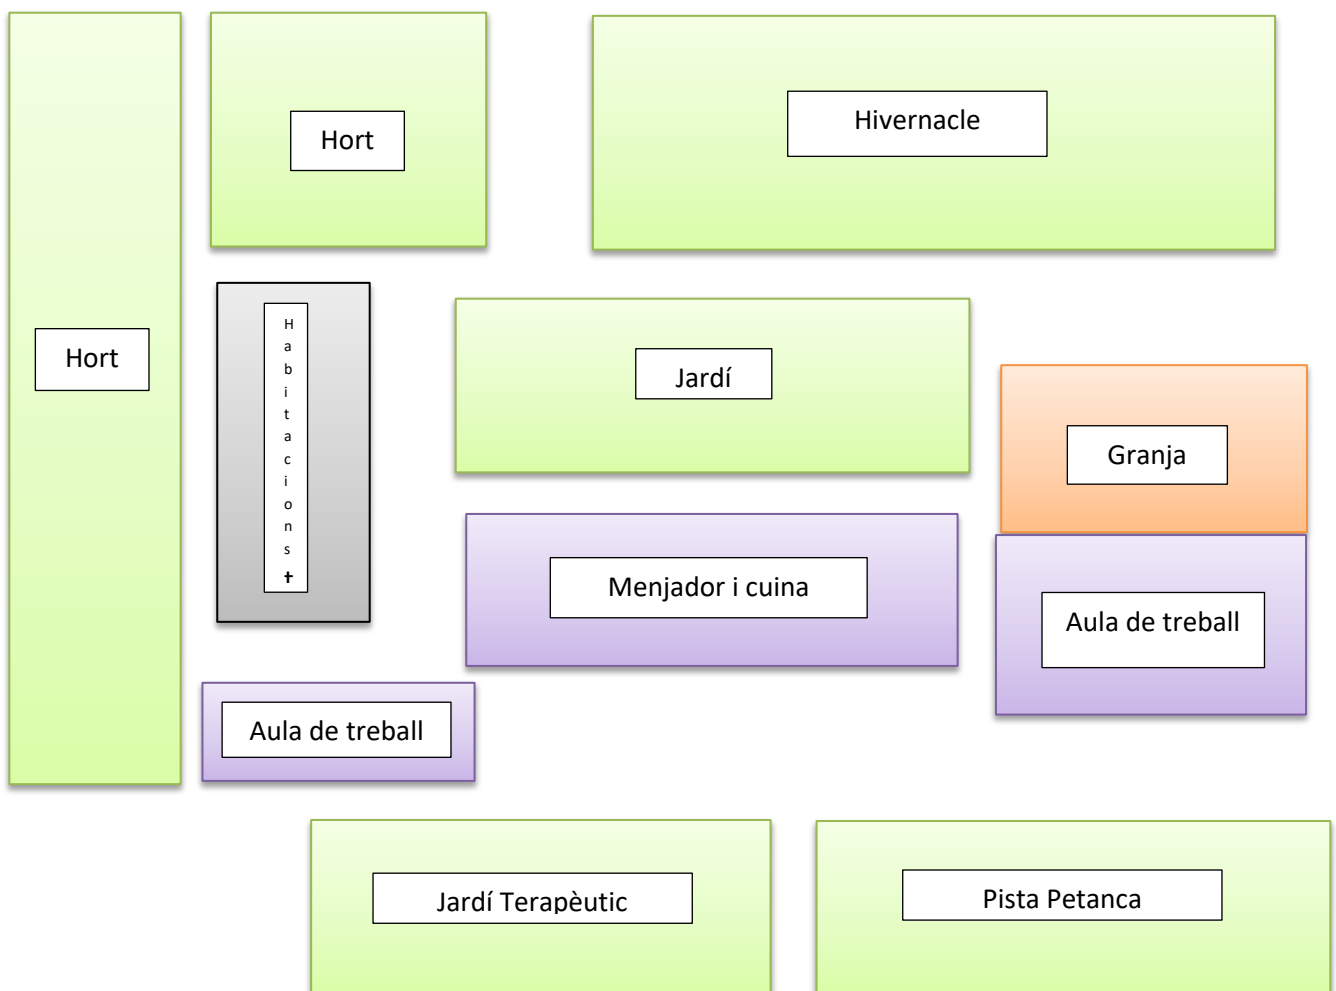 Hort
Hivernacle
Hort
Habitacions
✝
Jardí
Granja
Menjador i cuina
Aula de treball
Aula de treball
Jardí Terapèutic
Pista Petanca